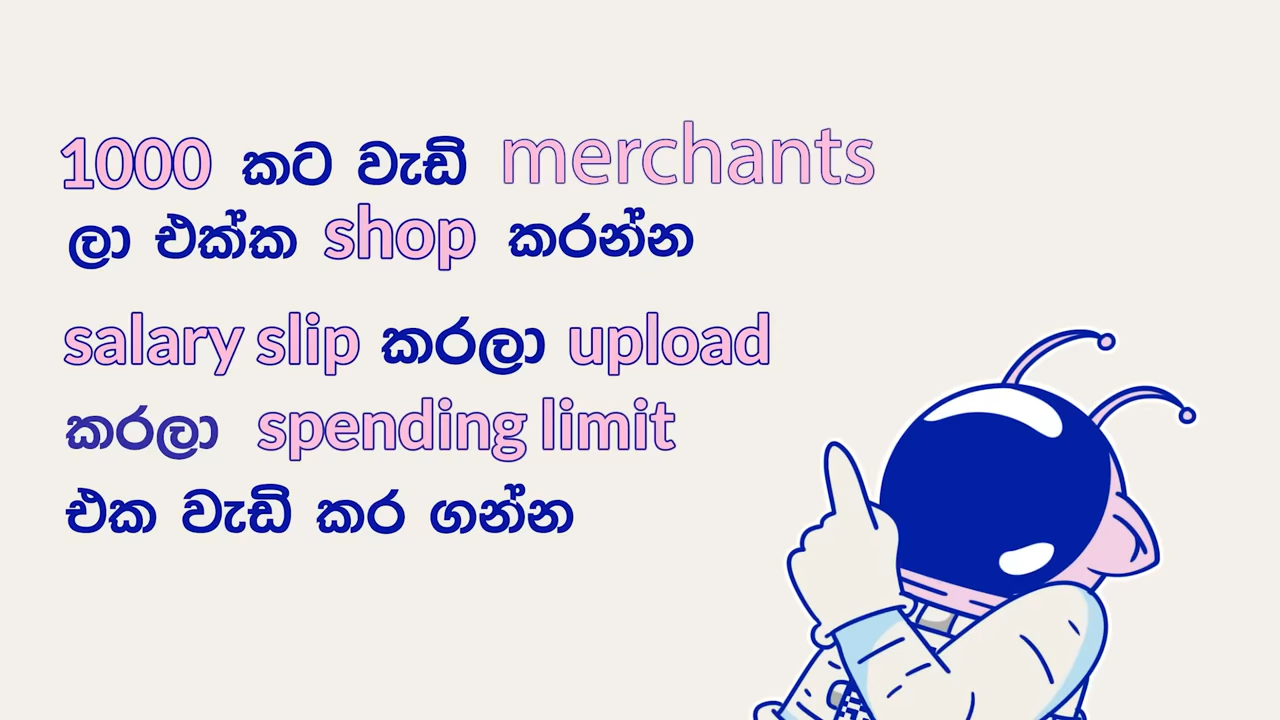 1000 කට වැඩි merchants
ලා එක්ක shop කරන්න
salary slip කරලා upload
කරලා spending limit
එක වැඩි කර ගන්න